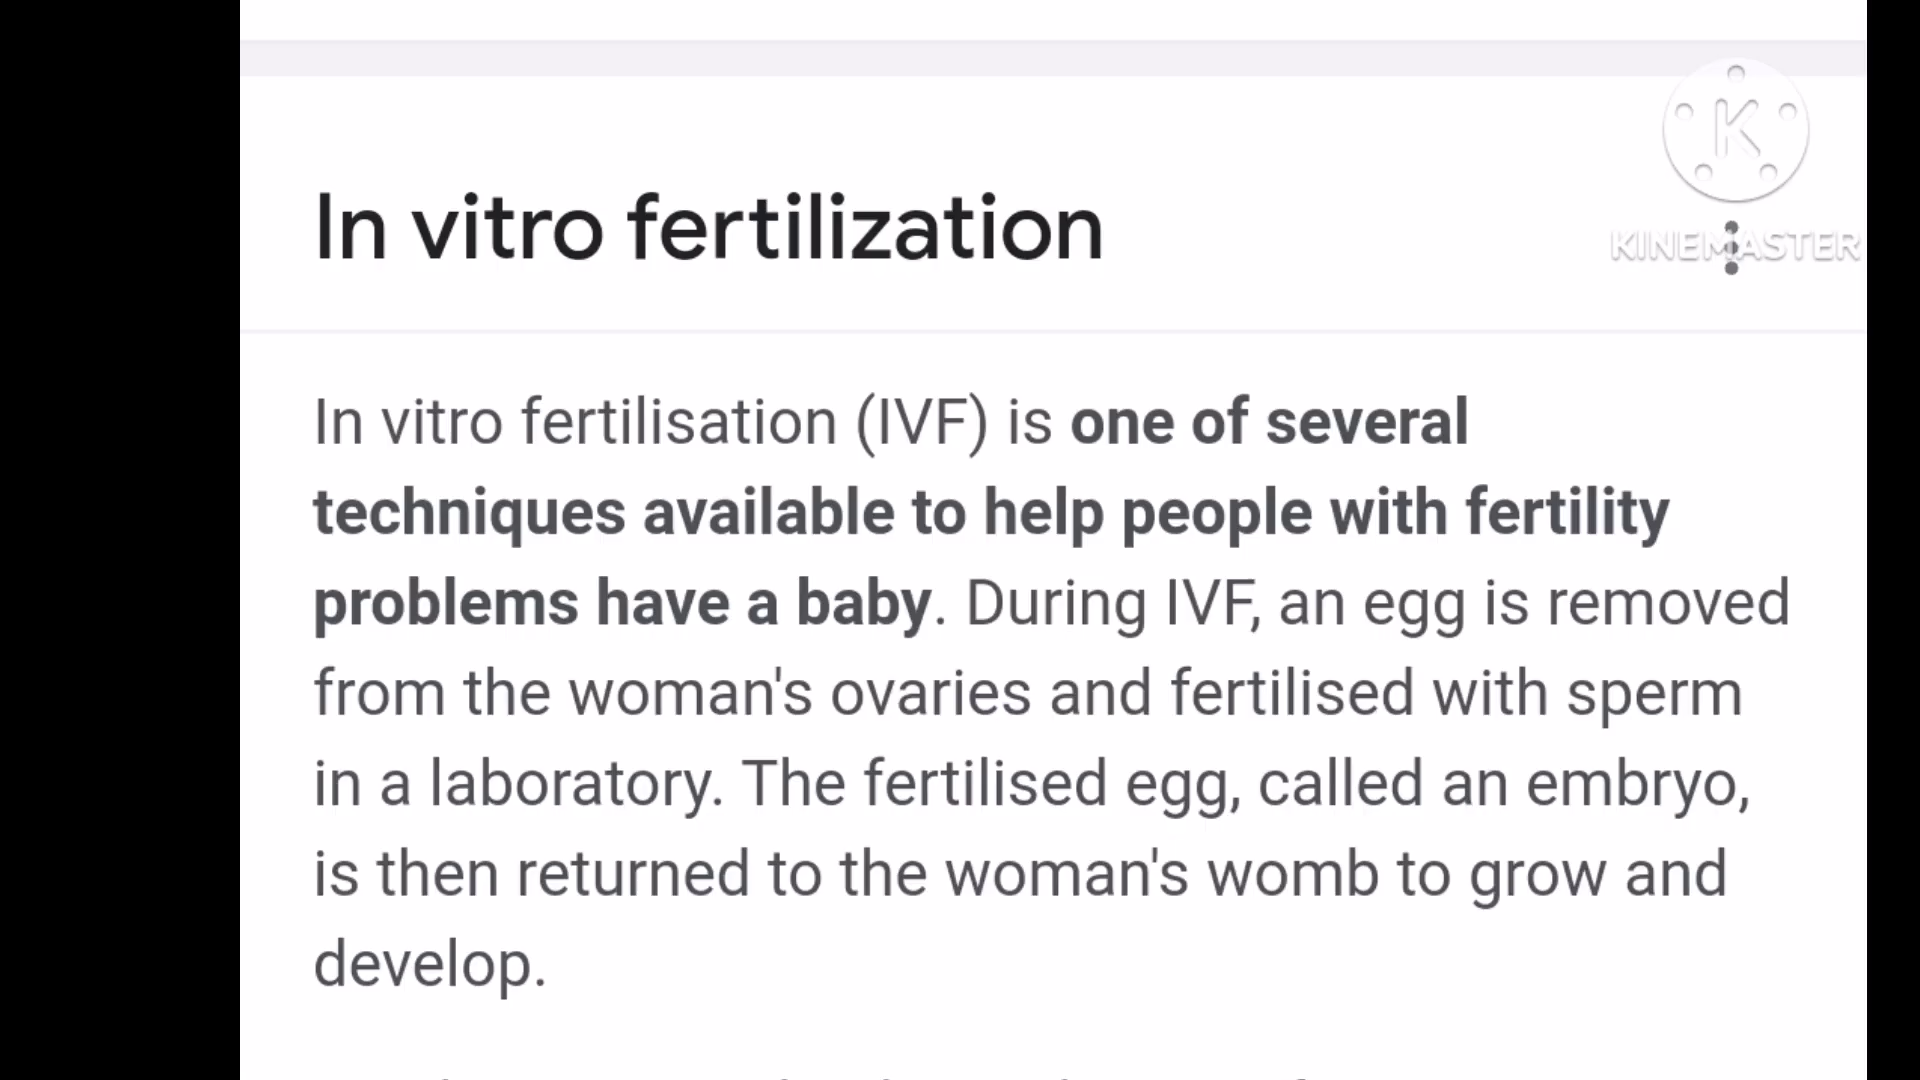 In vitro fertilization
K
KINEMASTER
In vitro fertilisation (IVF) is one of several
techniques available to help people with fertility
problems have a baby. During IVF, an egg is removed
from the woman's ovaries and fertilised with sperm
in a laboratory. The fertilised egg, called an embryo,
is then returned to the woman's womb to grow and
develop.